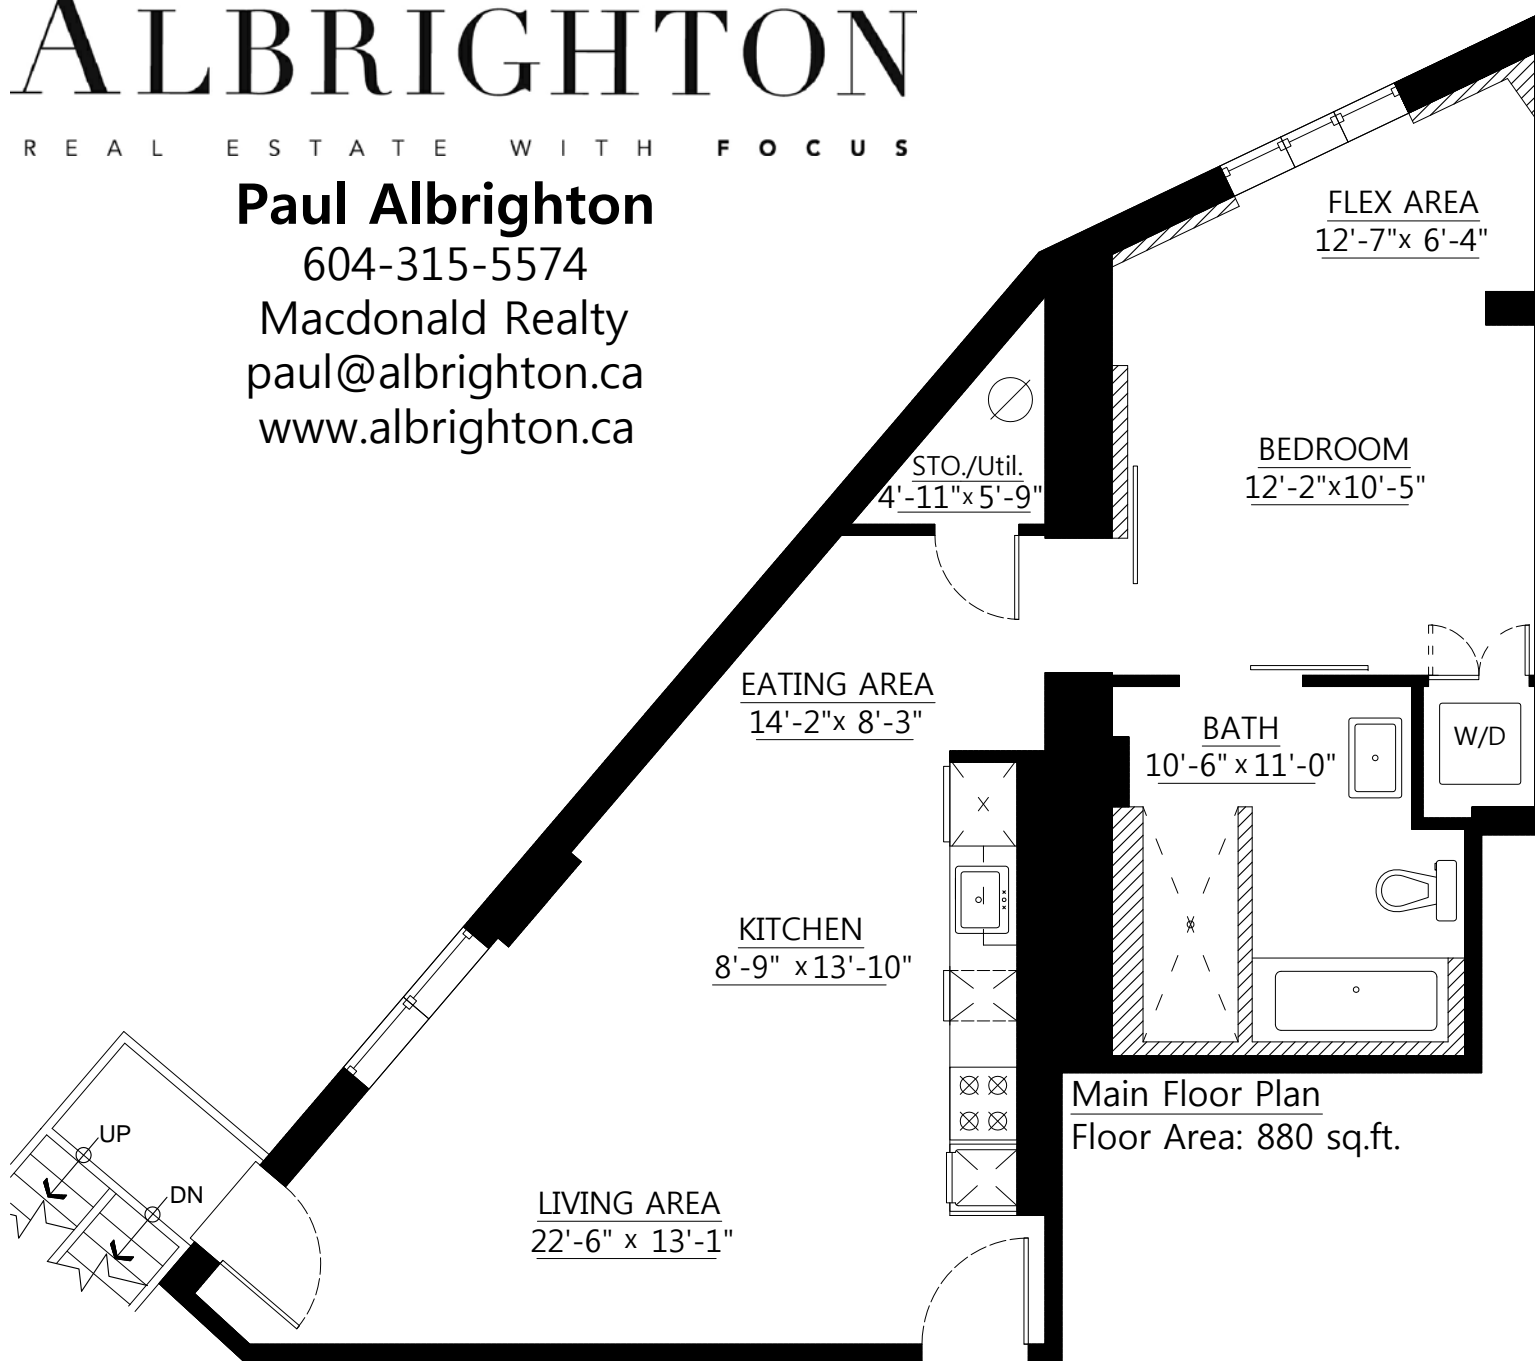 ALBRIGHTON
REAL ESTATE WITH FOCUS
Paul Albrighton
604-315-5574
Macdonald Realty
paul@albrighton.ca
www.albrighton.ca
FLEX AREA
12'-7"x 6'-4"
BEDROOM
12'-2"x10'-5"
STO./Util.
4'-11"x 5'-9"
EATING AREA
14'-2"x 8'-3"
BATH
10'-6" x 11'-0"
W/D
KITCHEN
8'-9" x 13'-10"
Main Floor Plan
Floor Area: 880 sq.ft.
UP
DN
LIVING AREA
22'-6" x 13'-1"